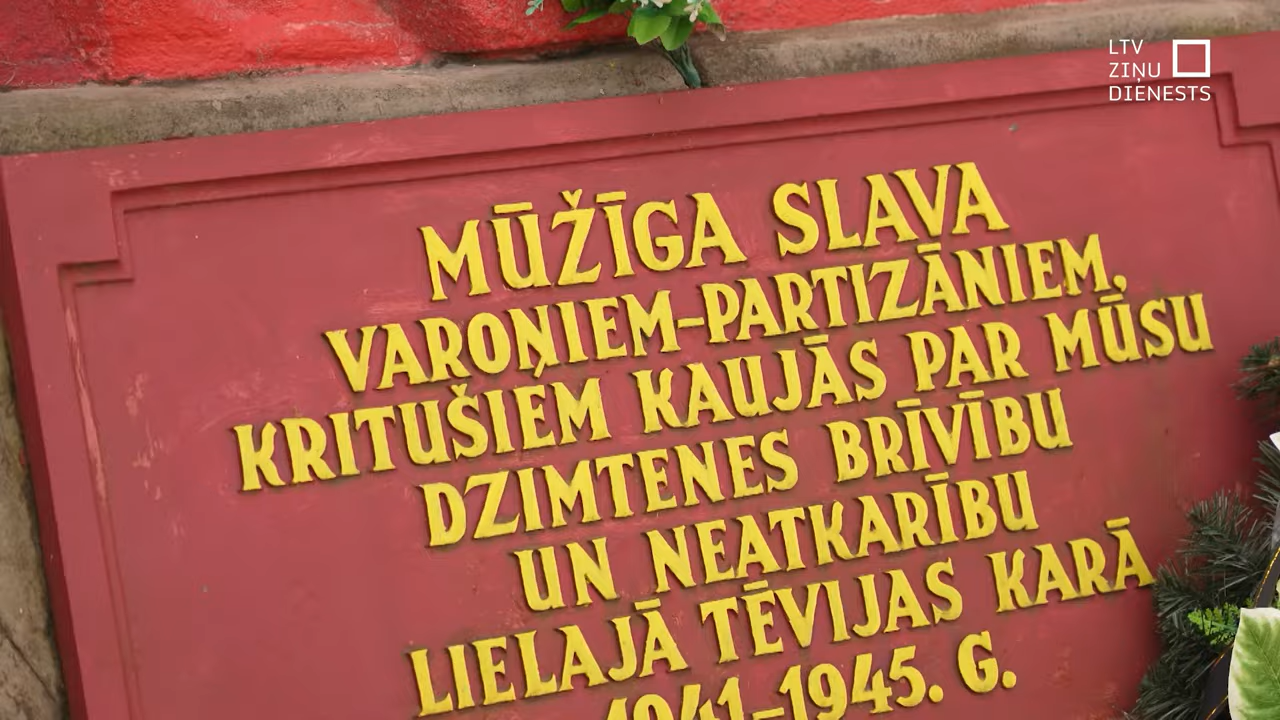 LTV
ZIŅU
DIENESTS
MŪŽĪGA SLAVA
VAROŅIEM-PARTIZĀNIEM,
KRITUŠIEM KAUJĀS PAR MŪSU
DZIMTENES BRĪVĪBU
UN NEATKARĪBU
LIELAJĀ TĒVIJAS KARĀ
1941-1945. G.